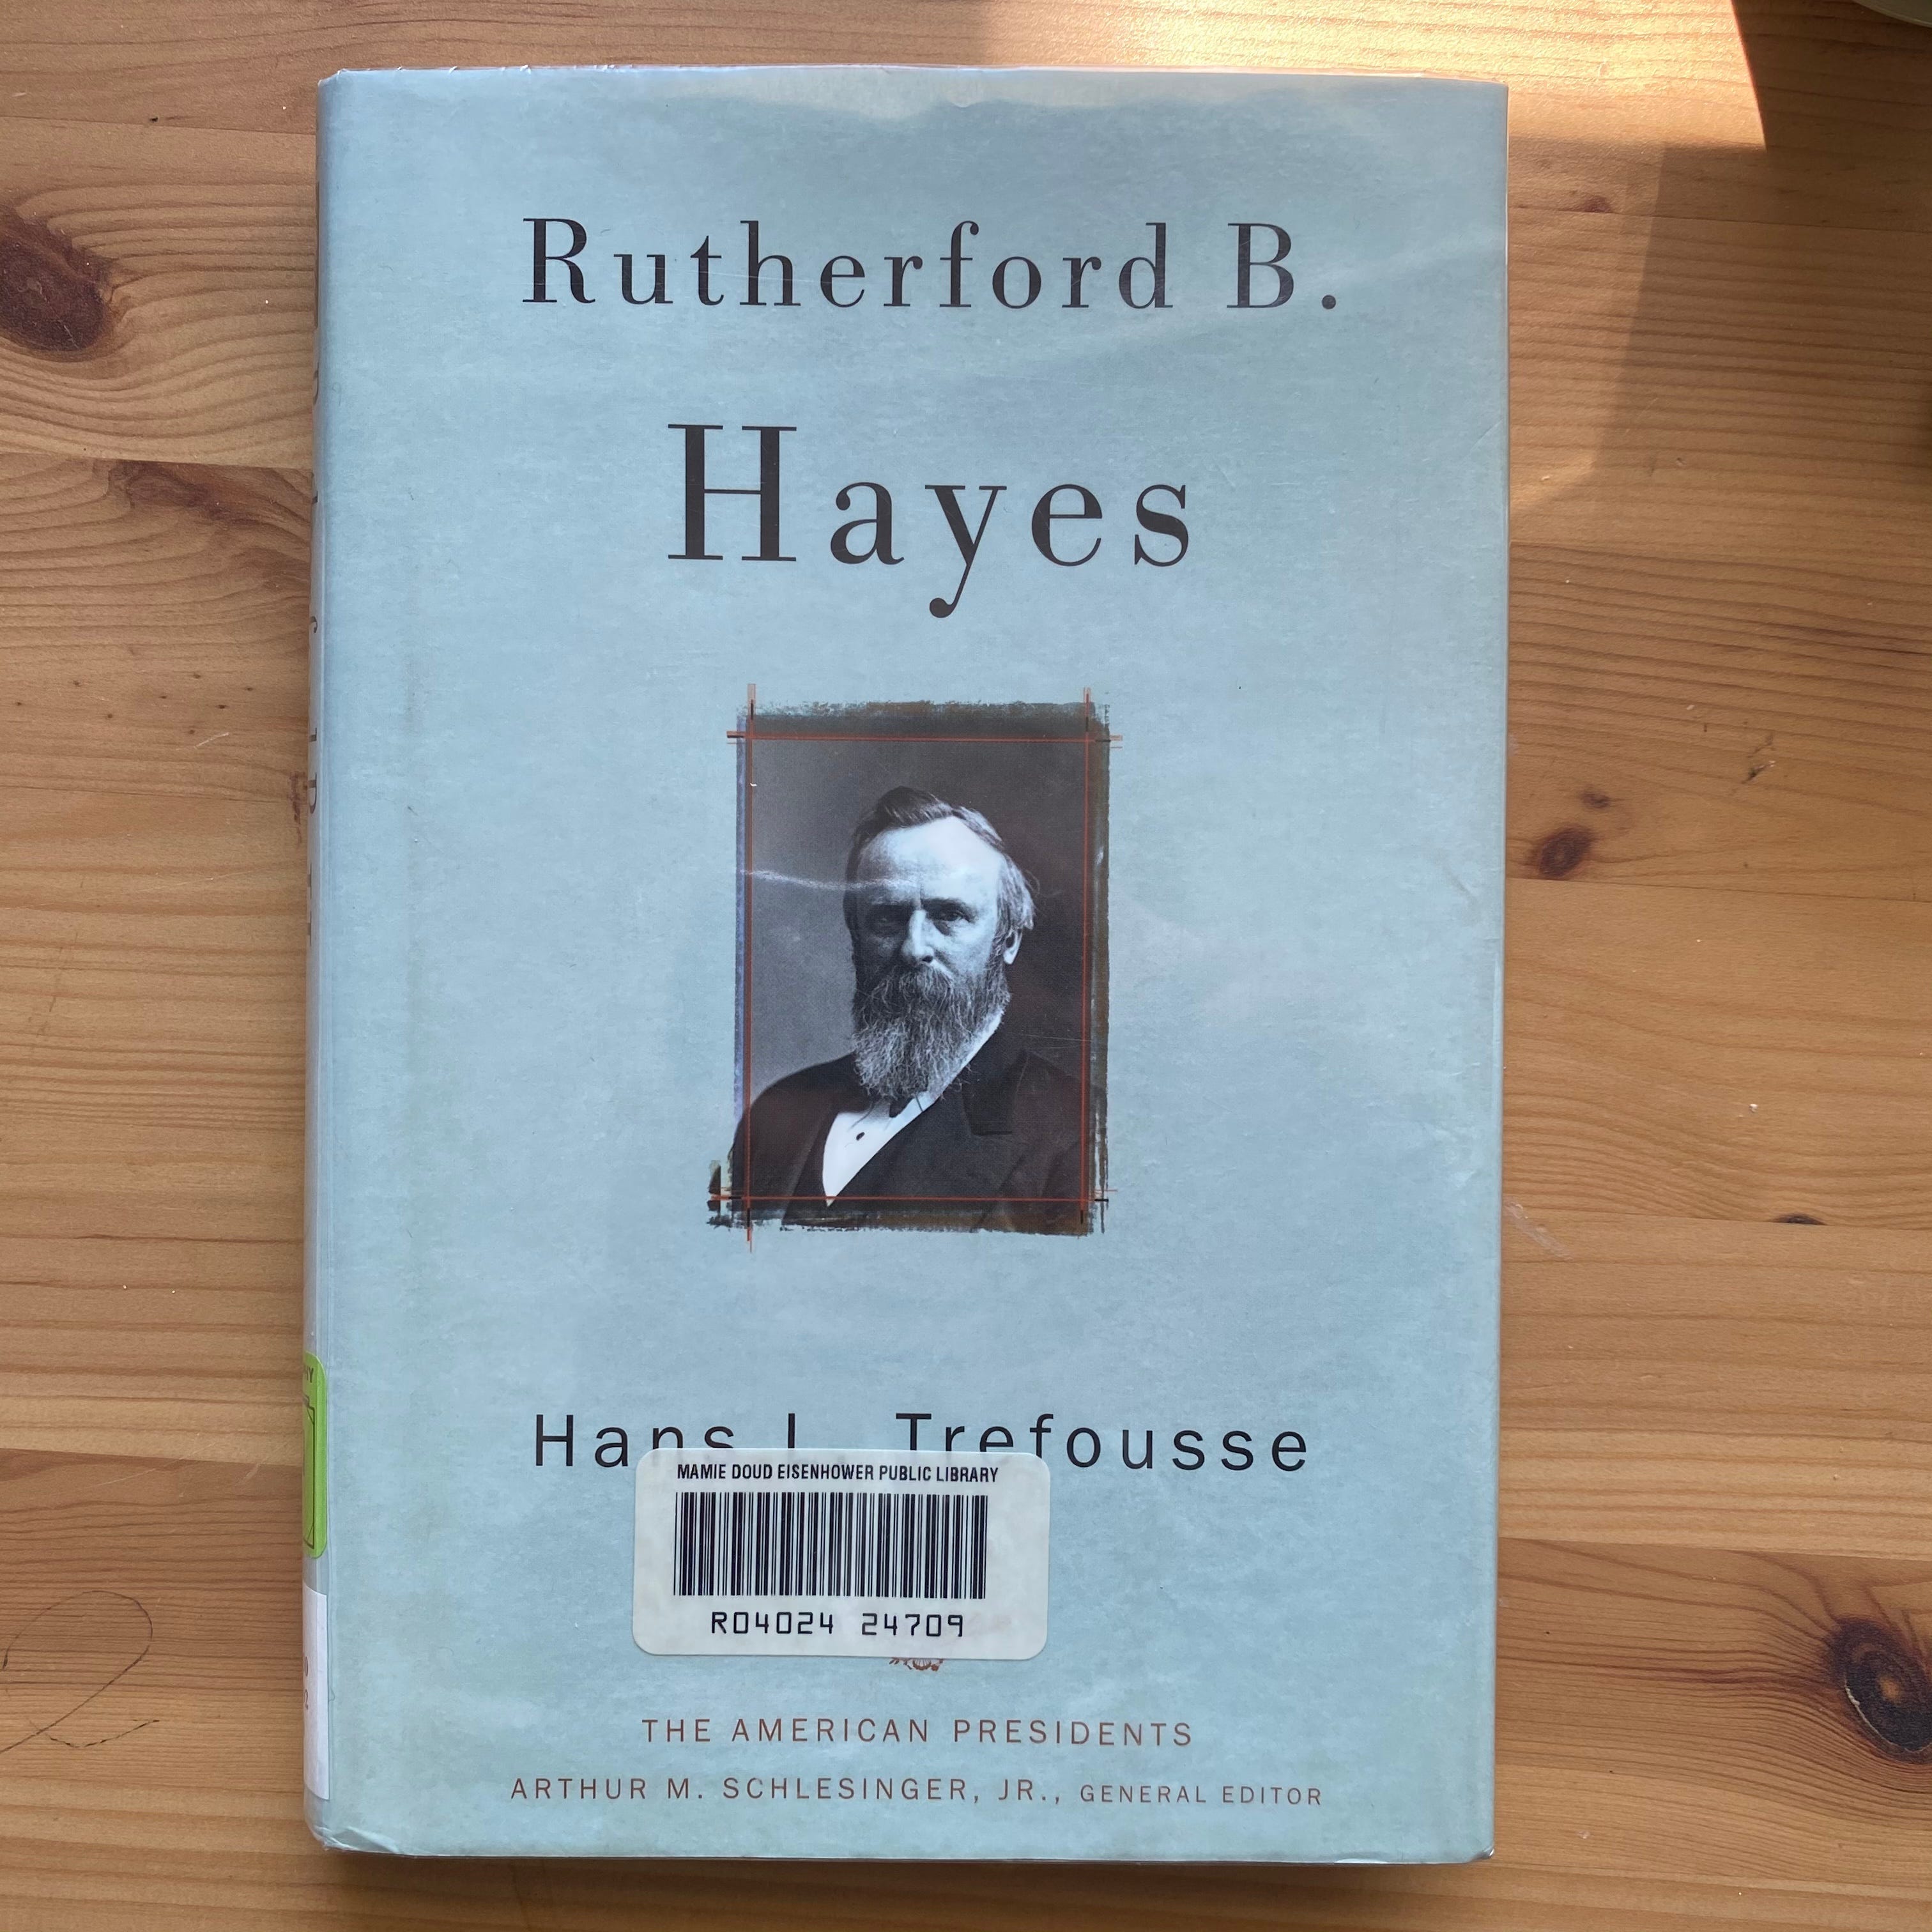 Rutherford B.
Hayes
Hans L. Trefousse
MAMIE DOUD EISENHOWER PUBLIC LIBRARY
R04024 24709
THE AMERICAN PRESIDENTS
ARTHUR M. SCHLESINGER, JR., GENERAL EDITOR